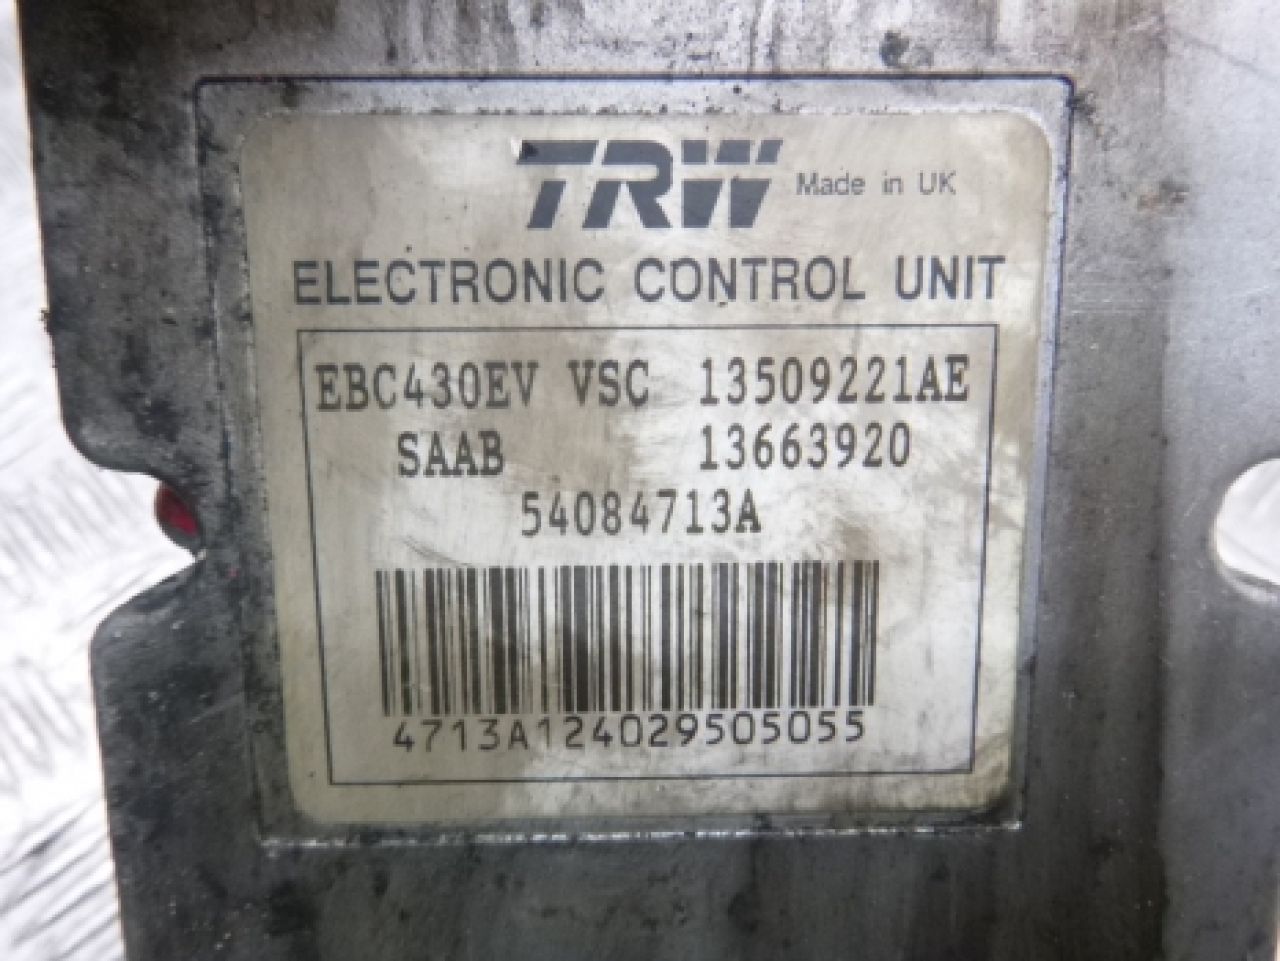 TRW Made in UK
ELECTRONIC CONTROL UNIT
EBC430EV VSC 13509221AE
SAAB 13663920
54084713A
4713A124029505055